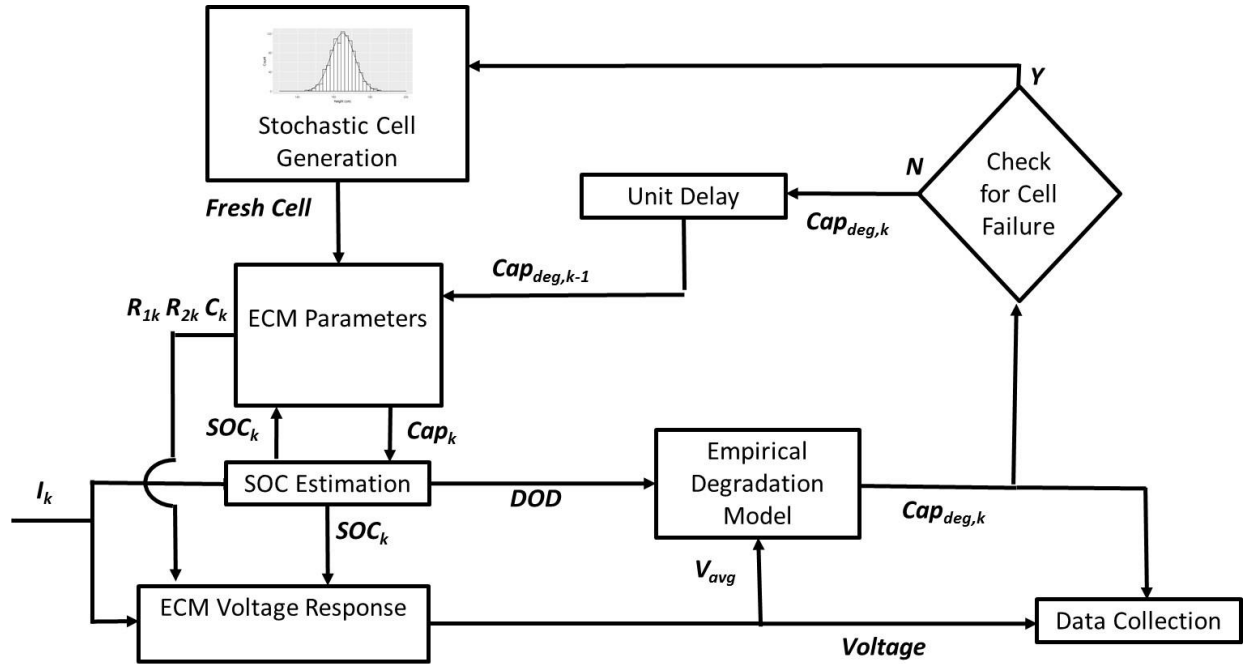 Stochastic Cell
Generation
Y
N
Check
for Cell
Failure
Unit Delay
Cap_deg,k
Fresh Cell
Cap_deg,k-1
R_1k R_2k C_k
ECM Parameters
SOC_k
Cap_k
I_k
SOC Estimation
DOD
Empirical
Degradation
Model
Cap_deg,k
SOC_k
V_avg
ECM Voltage Response
Voltage
Data Collection